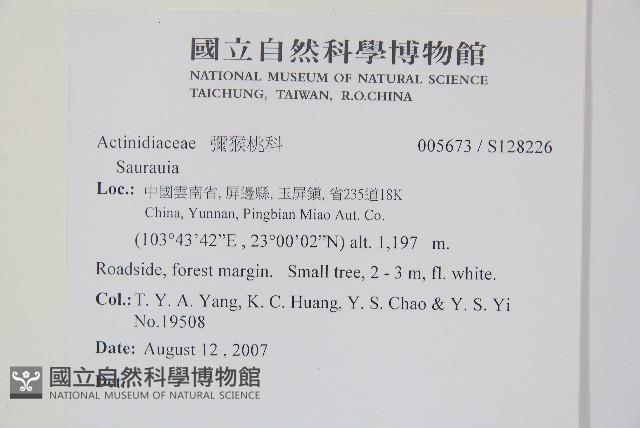 國立自然科學博物館
NATIONAL MUSEUM OF NATURAL SCIENCE
TAICHUNG, TAIWAN, R.O.CHINA
Actinidiaceae 獼猴桃科 005673 / S128226
Saurauia
Loc.: 中國雲南省, 屏邊縣, 玉屏鎮, 省235道18K
China, Yunnan, Pingbian Miao Aut. Co.
(103°43'42"E , 23°00'02"N) alt. 1,197 m.
Roadside, forest margin. Small tree, 2 - 3 m, fl. white.
Col.: T. Y. A. Yang, K. C. Huang, Y. S. Chao & Y. S. Yi
No.19508
Date: August 12 , 2007
國立自然科學博物館
NATIONAL MUSEUM OF NATURAL SCIENCE